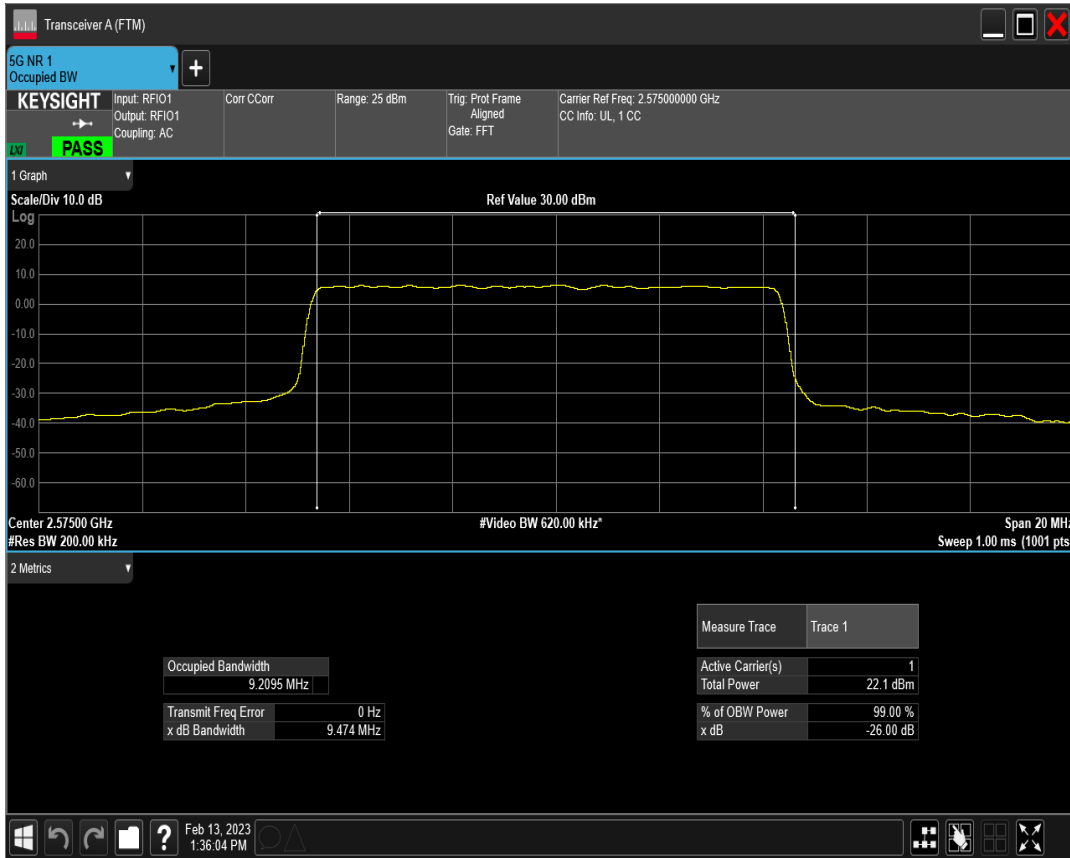 Transceiver A (FTM)
5G NR 1
Occupied BW
+
KEYSIGHT
LXI
PASS
Input: RFIO1
Output: RFIO1
Coupling: AC
Corr CCorr
Range: 25 dBm
Trig: Prot Frame
Aligned
Gate: FFT
Carrier Ref Freq: 2.575000000 GHz
CC Info: UL, 1 CC
1 Graph
Scale/Div 10.0 dB
Ref Value 30.00 dBm
Log
20.0
10.0
0.00
-10.0
-20.0
-30.0
-40.0
-50.0
-60.0
Center 2.57500 GHz
#Video BW 620.00 kHz*
Span 20 MHz
#Res BW 200.00 kHz
Sweep 1.00 ms (1001 pts
2 Metrics
Measure Trace Trace 1
Occupied Bandwidth
9.2095 MHz
Active Carrier(s) 1
Total Power 22.1 dBm
Transmit Freq Error 0 Hz
x dB Bandwidth 9.474 MHz
% of OBW Power 99.00 %
x dB -26.00 dB
?
Feb 13, 2023
1:36:04 PM